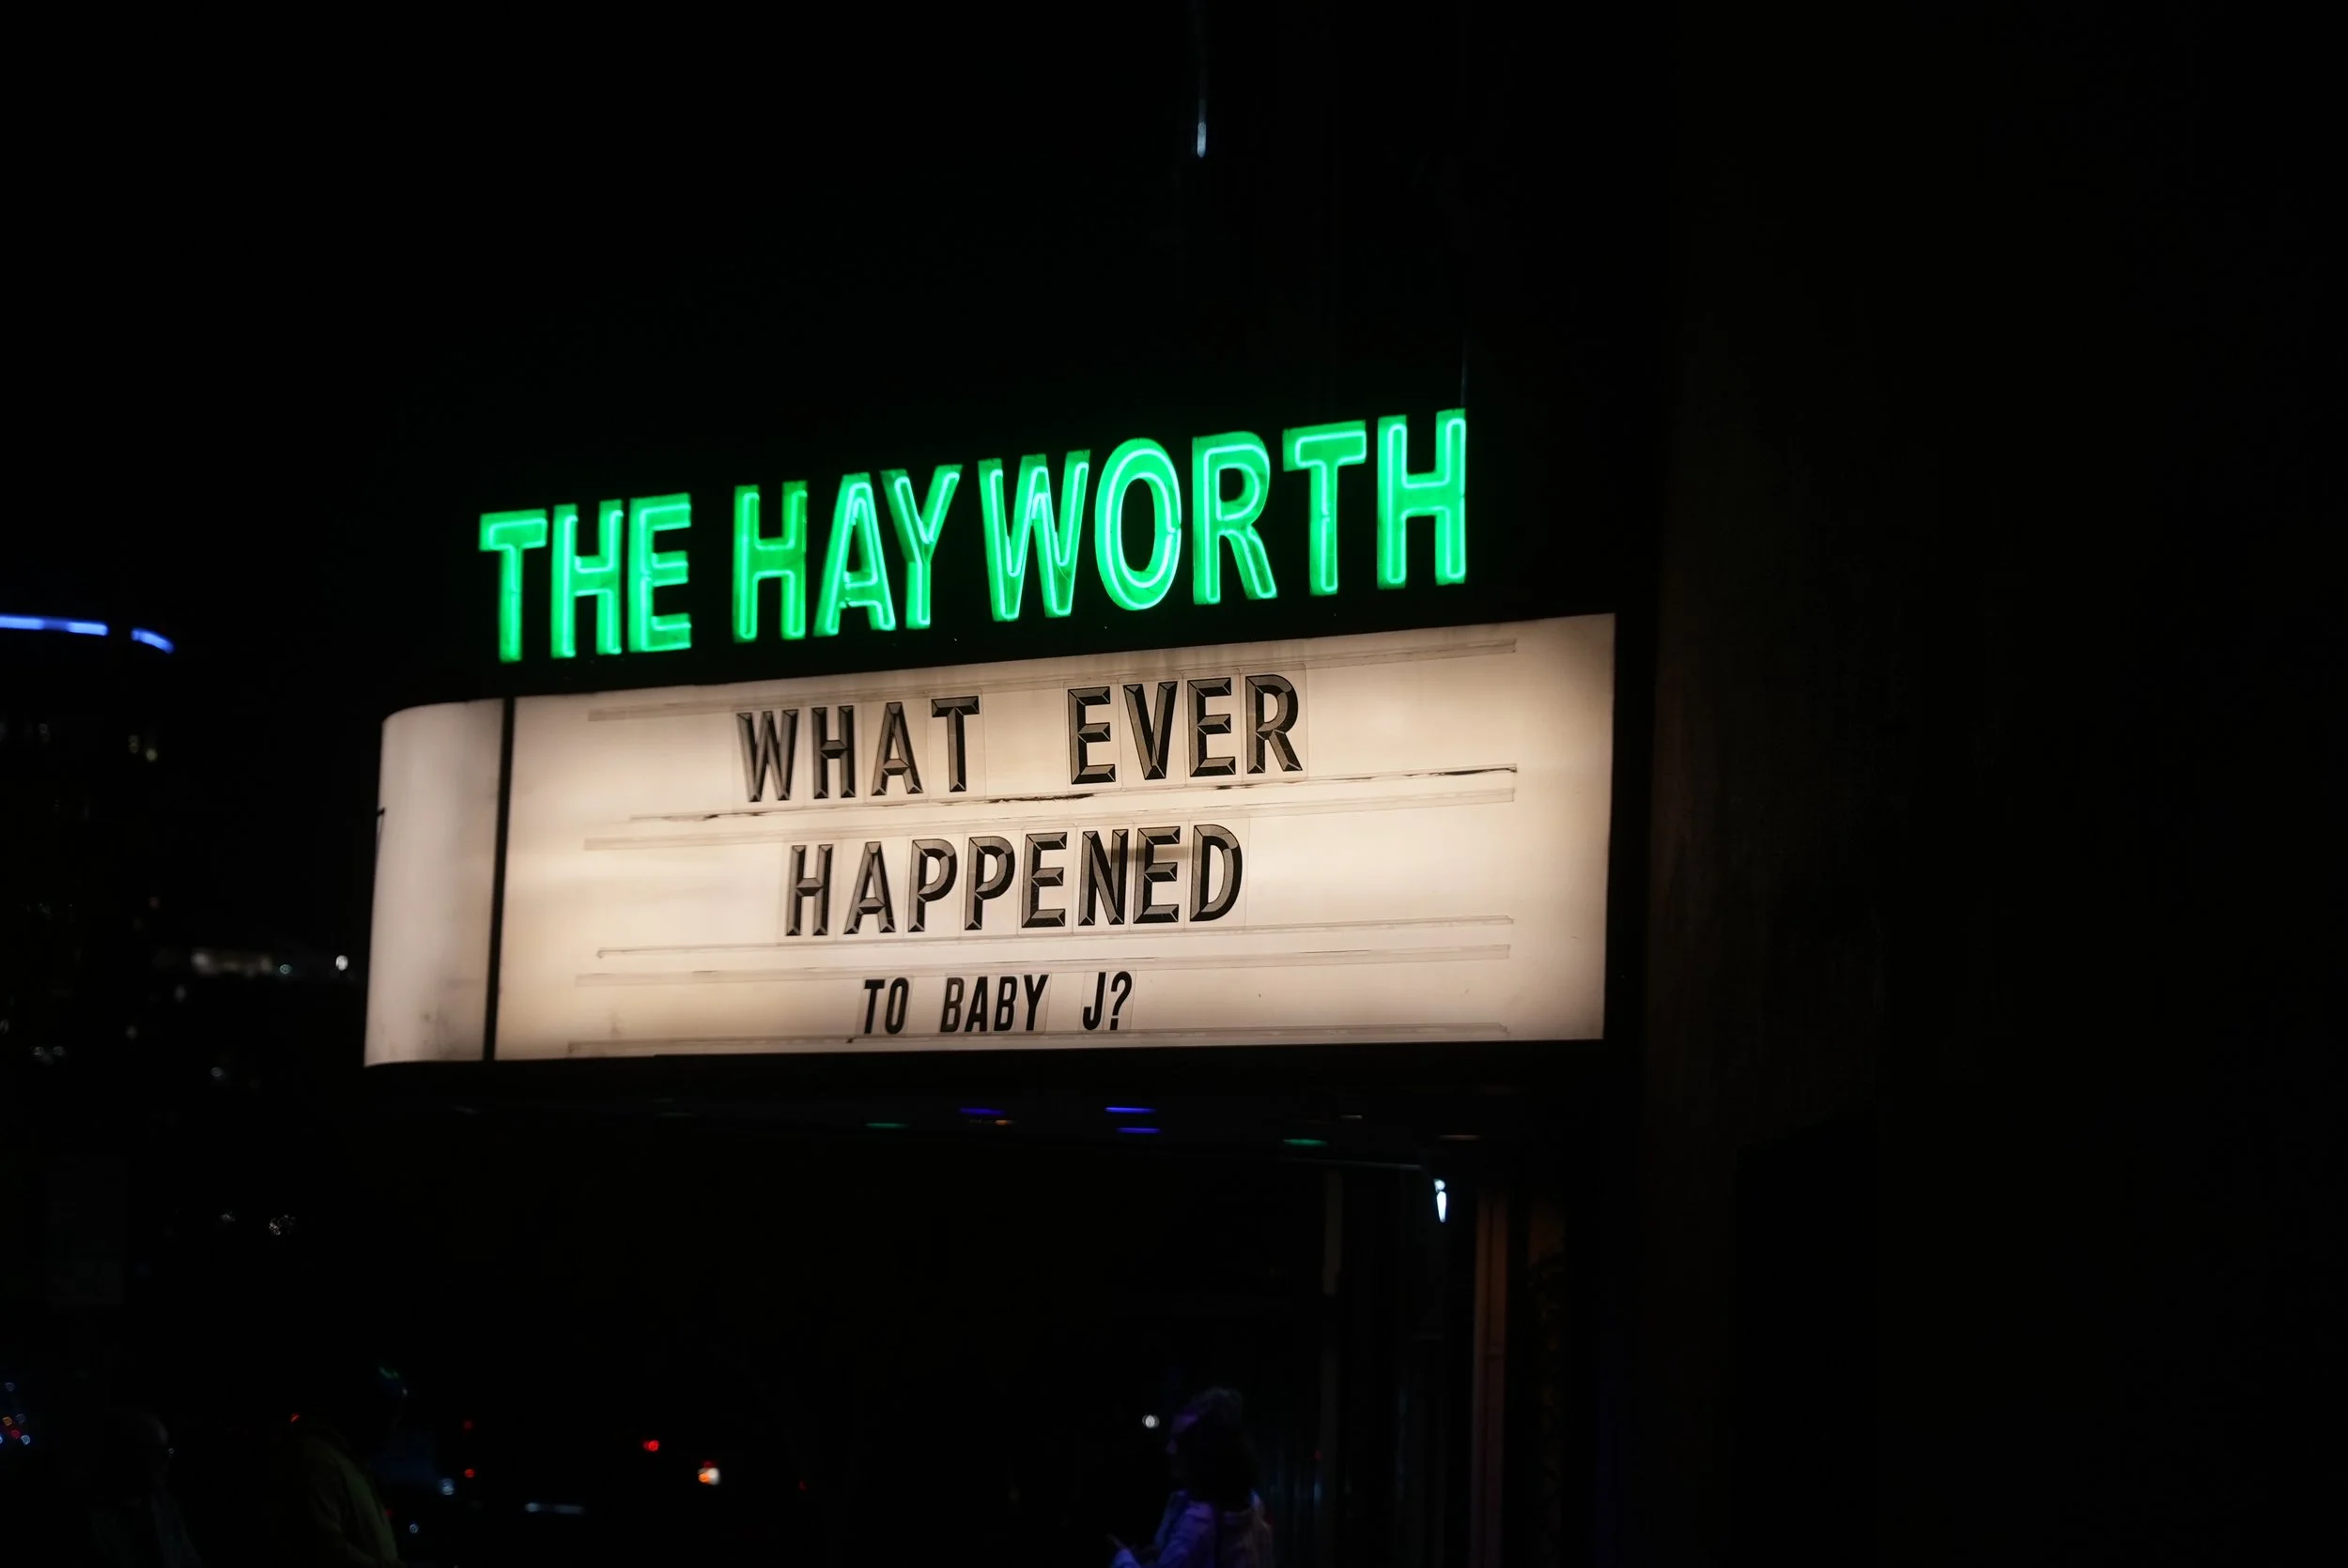 THE HAYWORTH
WHAT EVER
HAPPENED
TO BABY J?